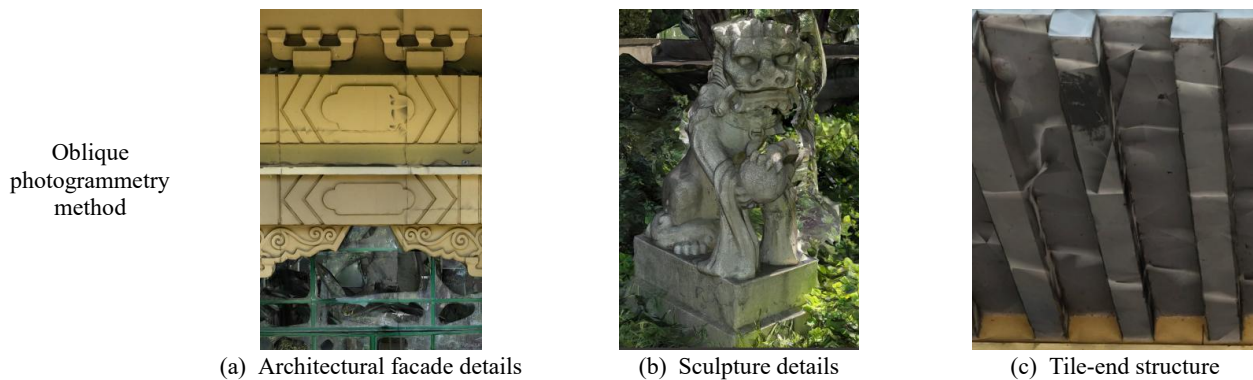 Oblique
photogrammetry
method
(a) Architectural facade details
(b) Sculpture details
(c) Tile-end structure